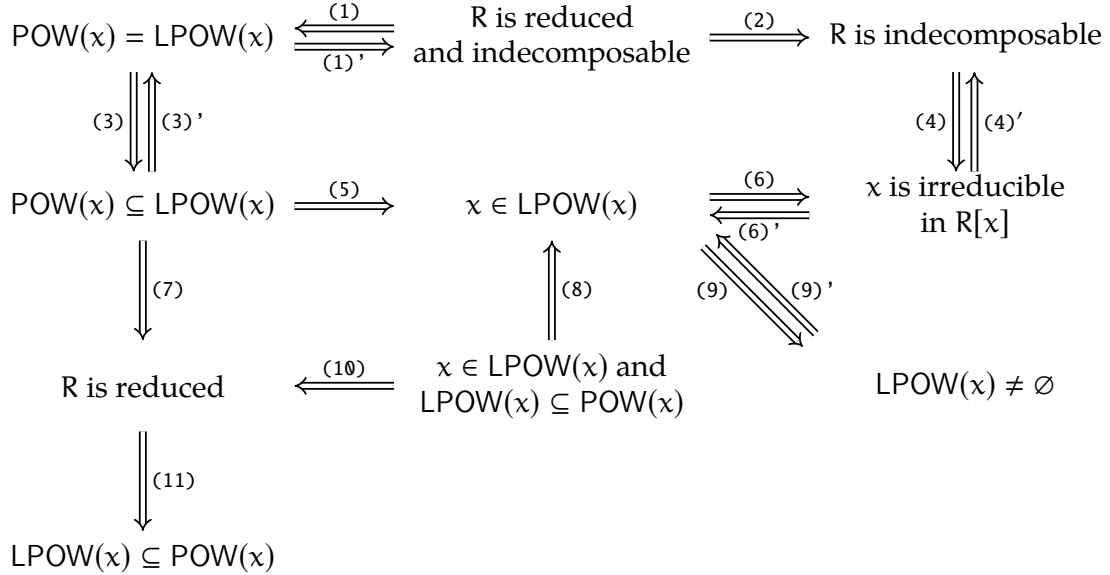 (1)
POW(x) = LPOW(x)
(1)'
R is reduced
and indecomposable
(2)
R is indecomposable
(3)
(3)'
(4)
(4)′
POW(x) ⊆ LPOW(x)
(5)
x ∈ LPOW(x)
(6)
(6)'
x is irreducible
in R[x]
(7)
(8)
(9)
(9)'
R is reduced
(10)
x ∈ LPOW(x) and
LPOW(x) ⊆ POW(x)
LPOW(x) ≠ ∅
(11)
LPOW(x) ⊆ POW(x)